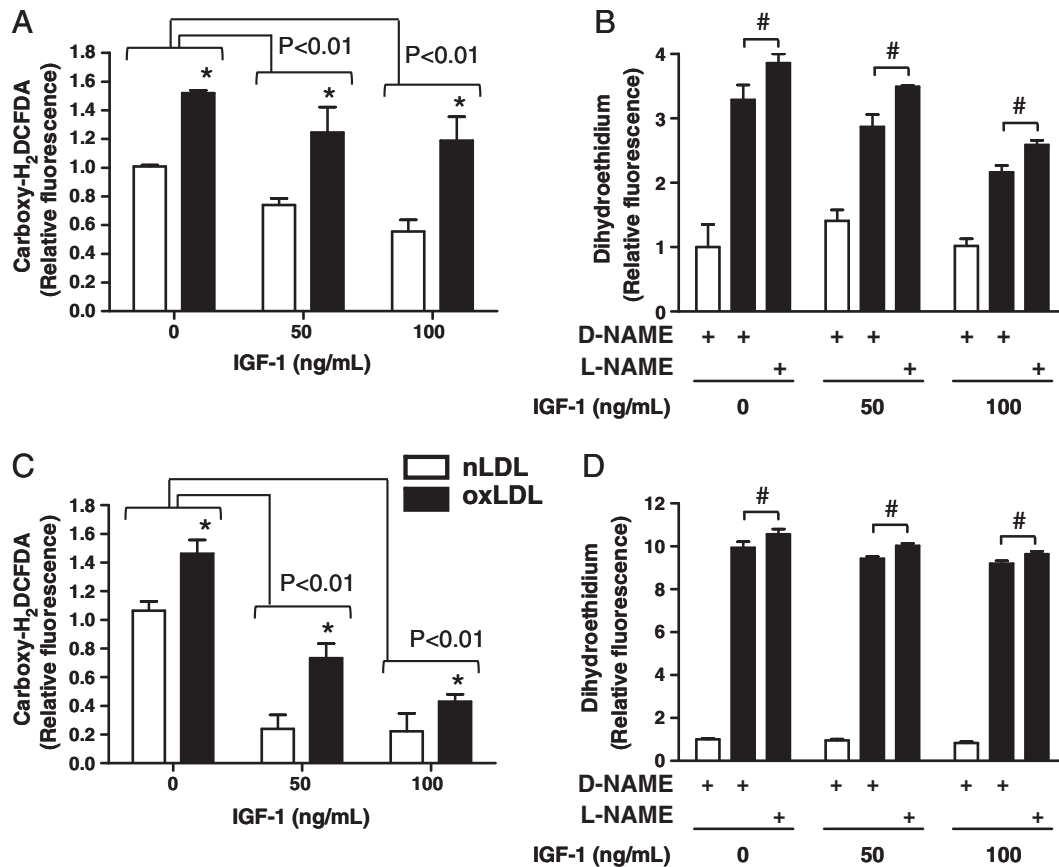 A
Carboxy-H₂DCFDA
(Relative fluorescence)
1.8
1.6
1.4
1.2
1.0
0.8
0.6
0.4
0.2
0.0
P<0.01
P<0.01
*
*
*
0 50 100
IGF-1 (ng/mL)
B
Dihydroethidium
(Relative fluorescence)
4
3
2
1
0
#
#
#
D-NAME + + + + + +
L-NAME + + +
IGF-1 (ng/mL) 0 50 100
C
nLDL
oxLDL
Carboxy-H₂DCFDA
(Relative fluorescence)
1.8
1.6
1.4
1.2
1.0
0.8
0.6
0.4
0.2
0.0
P<0.01
P<0.01
*
*
*
0 50 100
IGF-1 (ng/mL)
D
Dihydroethidium
(Relative fluorescence)
12
10
8
6
4
2
0
#
#
#
D-NAME + + + + + +
L-NAME + + +
IGF-1 (ng/mL) 0 50 100